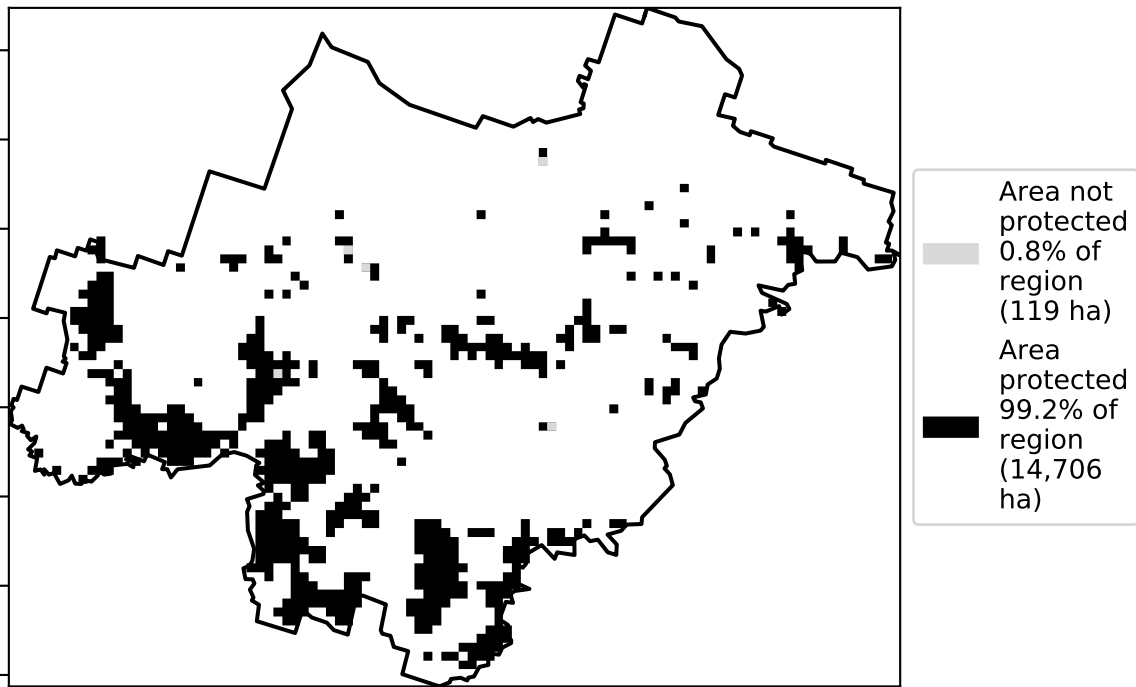 Area not
protected
0.8% of
region
(119 ha)
Area
protected
99.2% of
region
(14,706
ha)